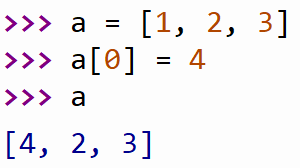 >>> a = [1, 2, 3]
>>> a[0] = 4
>>> a
[4, 2, 3]